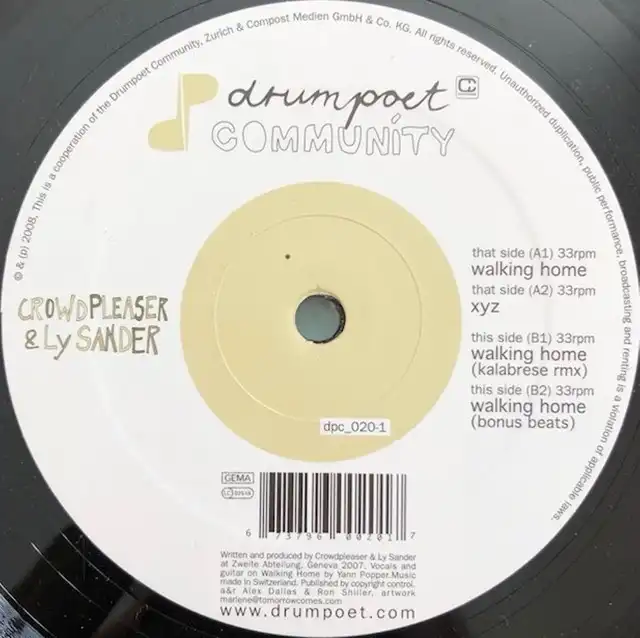 © & (p) 2008. This is a cooperation of the Drumpoet Community, Zurich & Compost Medien GmbH & Co. KG. All rights reserved. Unauthorized duplication, public performance, broadcasting and renting is a violation of applicable laws.
drumpoet
COMMUNITY
CROWDPLEASER
& Ly SANDER
that side (A1) 33rpm
walking home
that side (A2) 33rpm
xyz
this side (B1) 33rpm
walking home
(kalabrese rmx)
this side (B2) 33rpm
walking home
(bonus beats)
dpc_020-1
GEMA
6 73796 00201 7
Written and produced by Crowdpleaser & Ly Sander
at Zweite Abteilung, Geneva 2007. Vocals and
guitar on Walking Home by Yann Popper.Music
made in Switzerland. Published by copyright control.
a&r Alex Dallas & Ron Shiller, artwork
marlene@tomorrowcomes.com
www.drumpoet.com